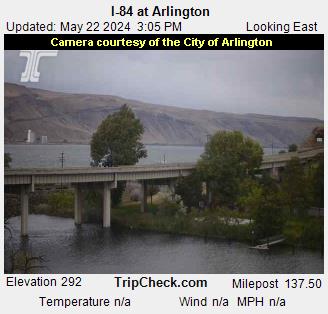 I-84 at Arlington
Updated: May 22 2024 3:05 PM Looking East
Camera courtesy of the City of Arlington
Elevation 292 TripCheck.com Milepost 137.50
Temperature n/a Wind n/a MPH n/a